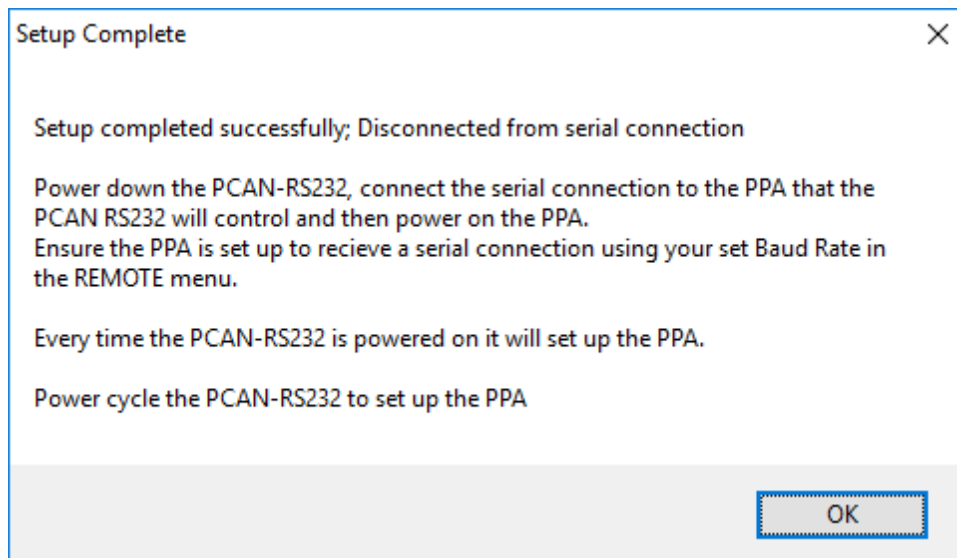 Setup Complete
Setup completed successfully; Disconnected from serial connection
Power down the PCAN-RS232, connect the serial connection to the PPA that the
PCAN RS232 will control and then power on the PPA.
Ensure the PPA is set up to recieve a serial connection using your set Baud Rate in
the REMOTE menu.
Every time the PCAN-RS232 is powered on it will set up the PPA.
Power cycle the PCAN-RS232 to set up the PPA
OK